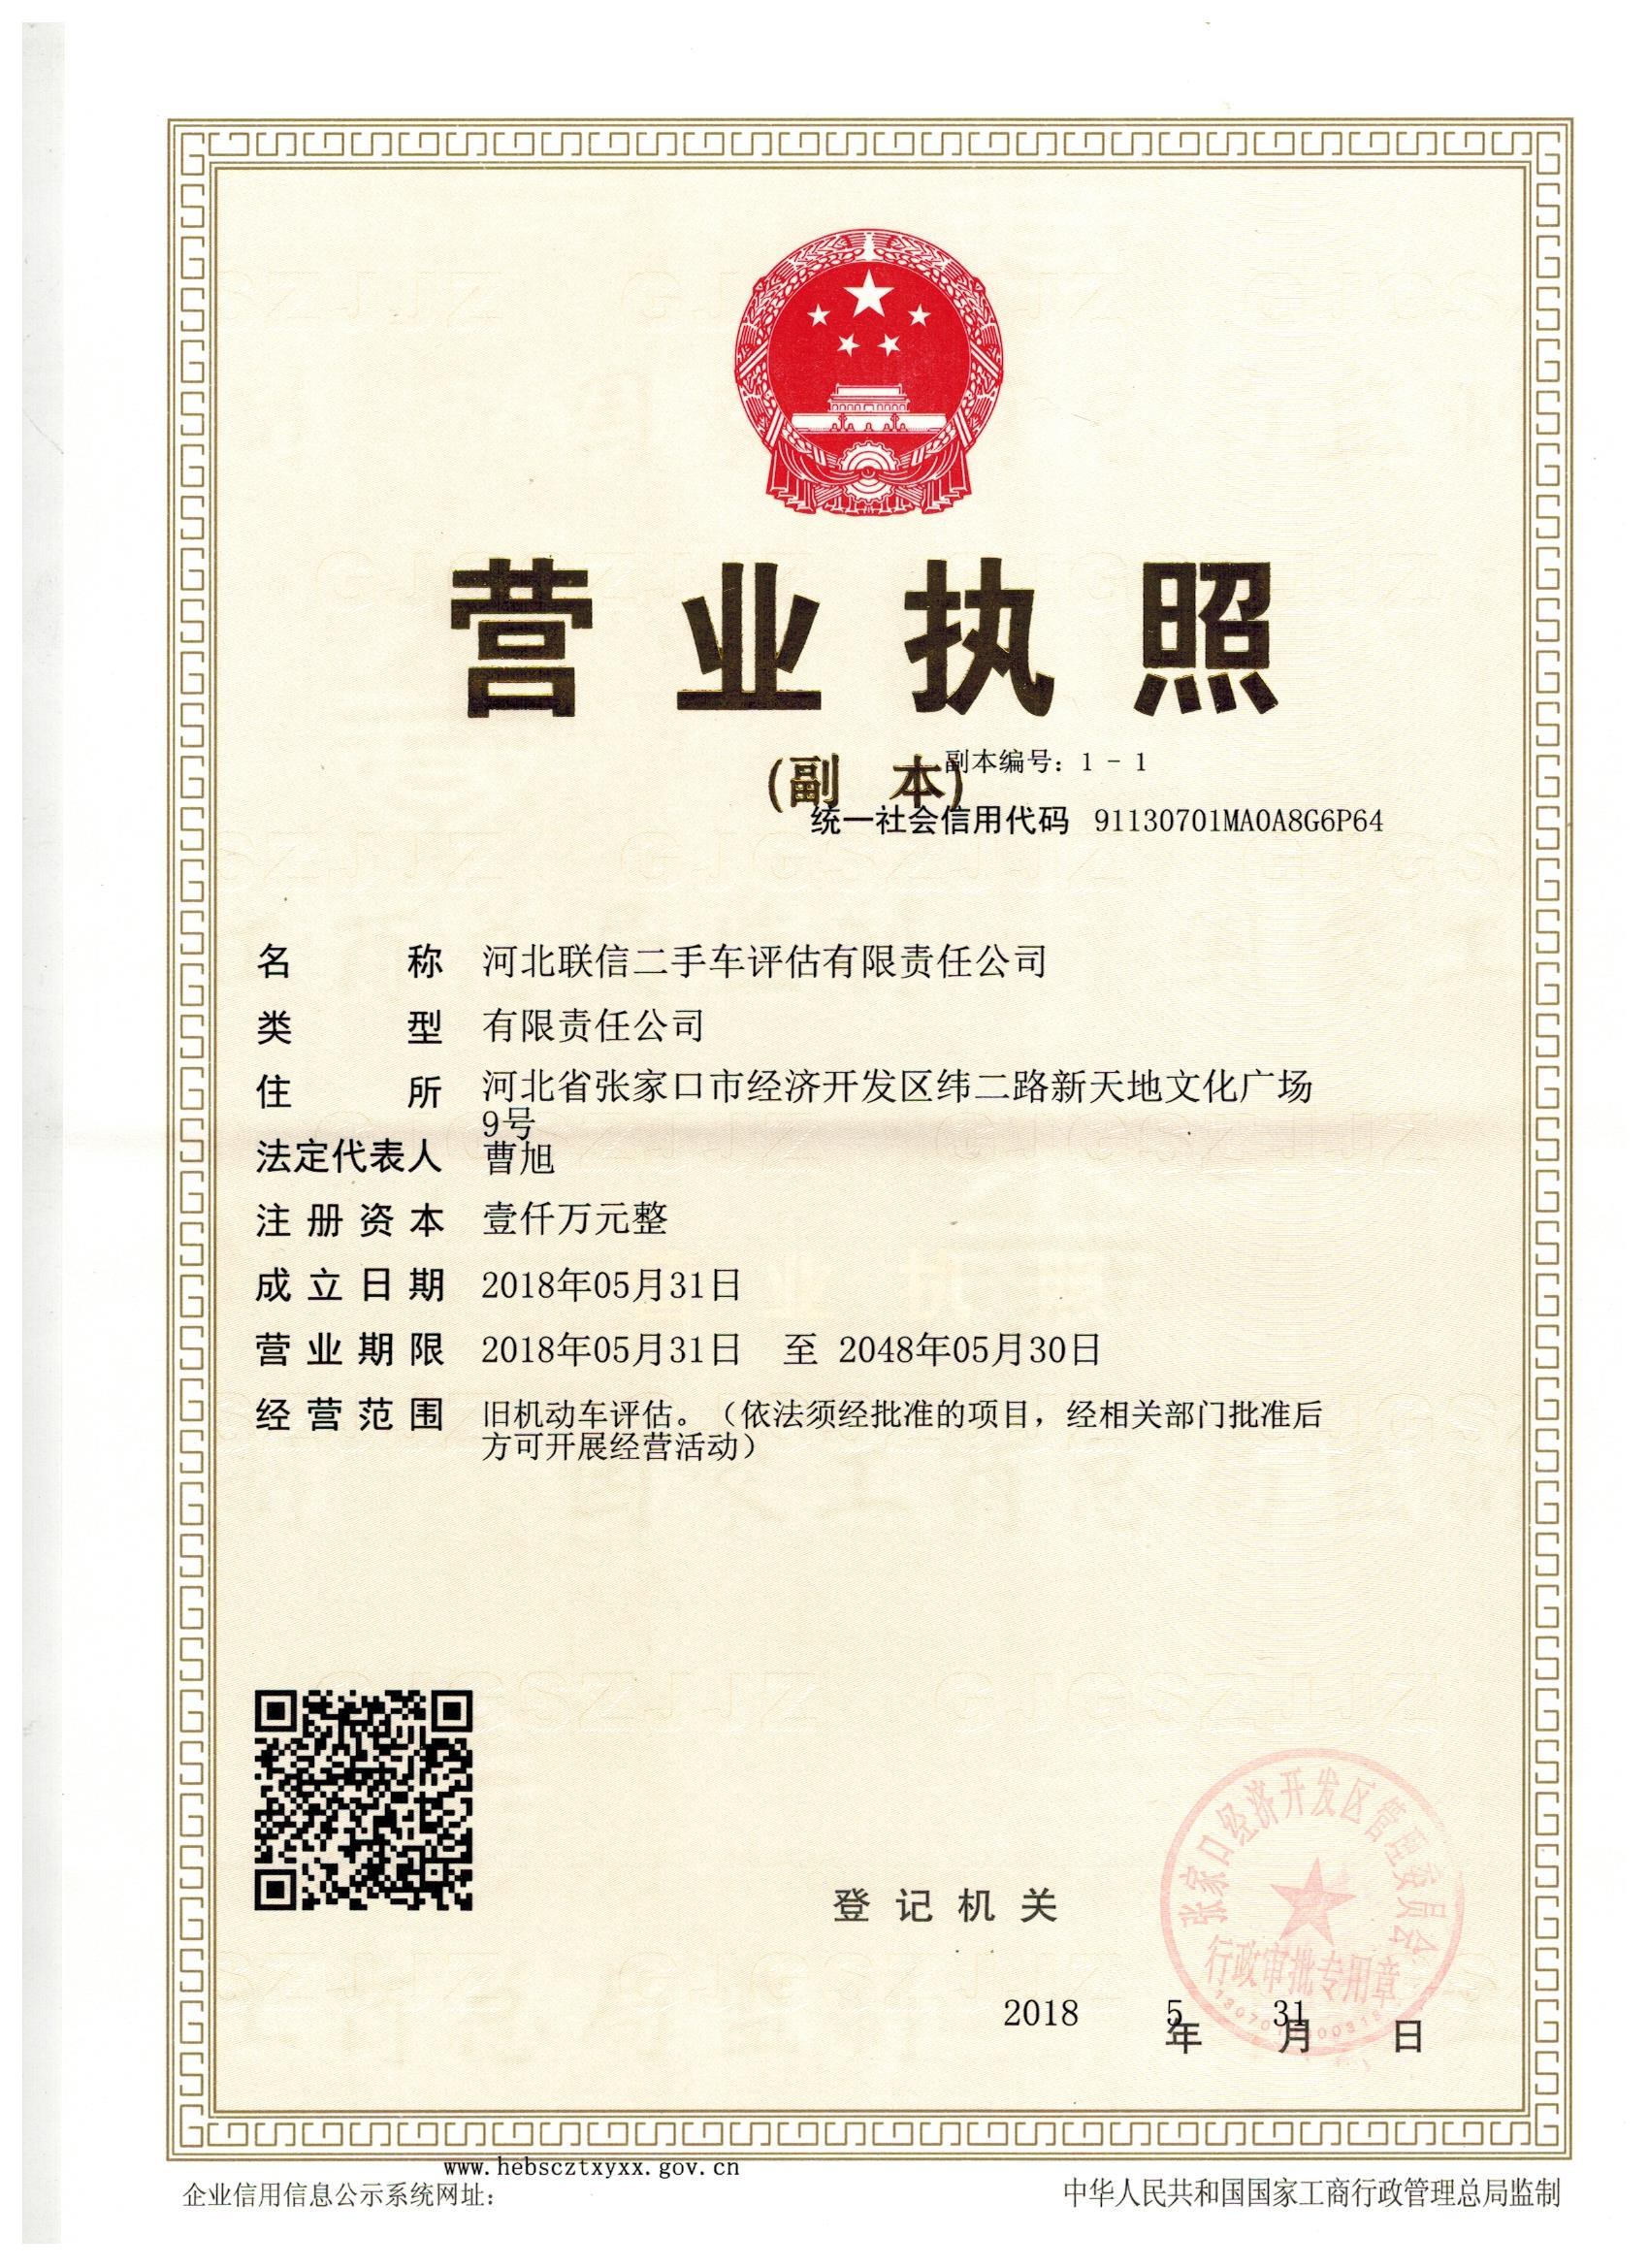 营业执照
(副 本)
副本编号：1 - 1
统一社会信用代码 91130701MA0A8G6P64
名称 河北联信二手车评估有限责任公司
类型 有限责任公司
住所 河北省张家口市经济开发区纬二路新天地文化广场
9号
法定代表人 曹旭
注册资本 壹仟万元整
成立日期 2018年05月31日
营业期限 2018年05月31日 至 2048年05月30日
经营范围 旧机动车评估。（依法须经批准的项目，经相关部门批准后
方可开展经营活动）
张家口经济开发区管理委员会
行政审批专用章
登记机关
2018 年 5 月 31 日
www.hebscztxyxx.gov.cn
企业信用信息公示系统网址：
中华人民共和国国家工商行政管理总局监制